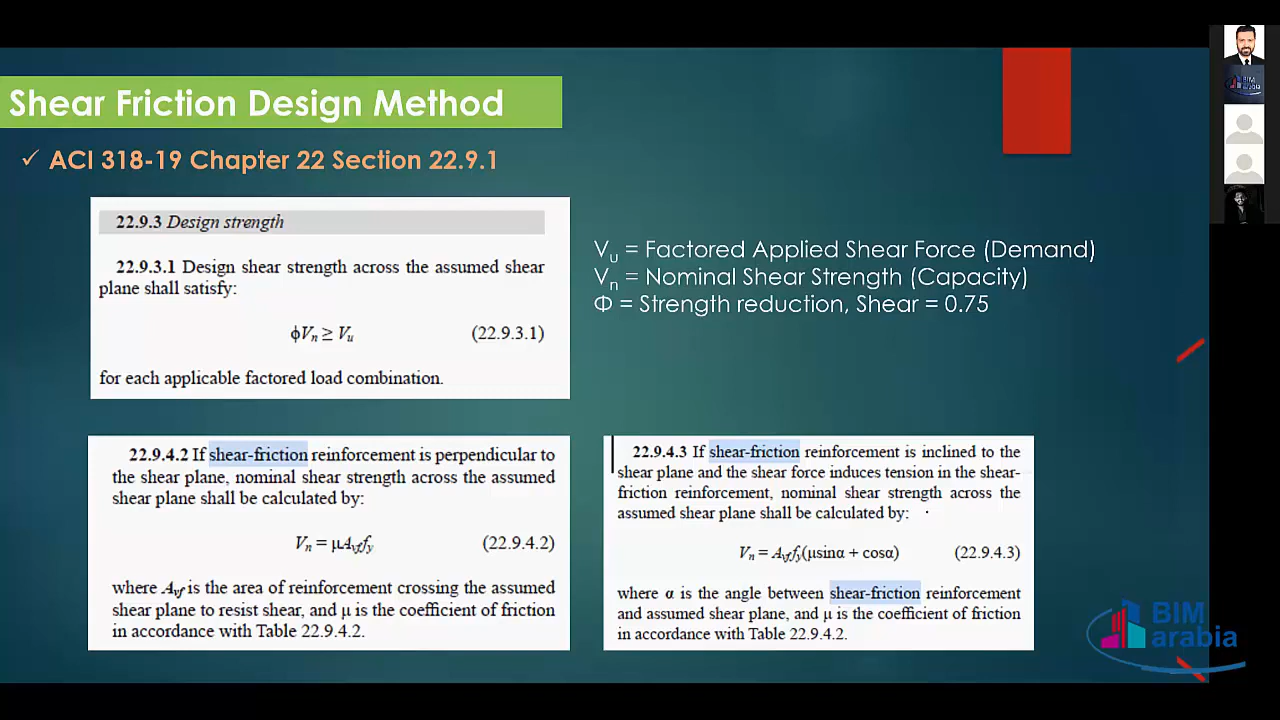 Shear Friction Design Method
✓ ACI 318-19 Chapter 22 Section 22.9.1
22.9.3 Design strength
22.9.3.1 Design shear strength across the assumed shear
plane shall satisfy:
ϕVn ≥ Vu (22.9.3.1)
for each applicable factored load combination.
Vu = Factored Applied Shear Force (Demand)
Vn = Nominal Shear Strength (Capacity)
Φ = Strength reduction, Shear = 0.75
22.9.4.2 If shear-friction reinforcement is perpendicular to
the shear plane, nominal shear strength across the assumed
shear plane shall be calculated by:
Vn = μAvffy (22.9.4.2)
where Avf is the area of reinforcement crossing the assumed
shear plane to resist shear, and μ is the coefficient of friction
in accordance with Table 22.9.4.2.
22.9.4.3 If shear-friction reinforcement is inclined to the
shear plane and the shear force induces tension in the shear-
friction reinforcement, nominal shear strength across the
assumed shear plane shall be calculated by:
Vn = Avffy(μsinα + cosα) (22.9.4.3)
where α is the angle between shear-friction reinforcement
and assumed shear plane, and μ is the coefficient of friction
in accordance with Table 22.9.4.2.
BIM
arabia
BIM
arabia